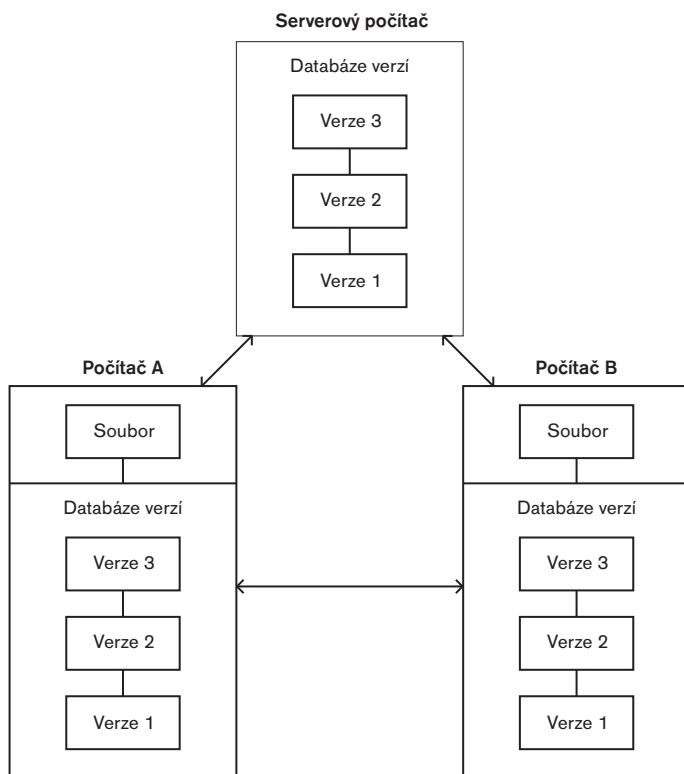 Serverový počítač
Databáze verzí
Verze 3
Verze 2
Verze 1
Počítač A
Soubor
Databáze verzí
Verze 3
Verze 2
Verze 1
Počítač B
Soubor
Databáze verzí
Verze 3
Verze 2
Verze 1